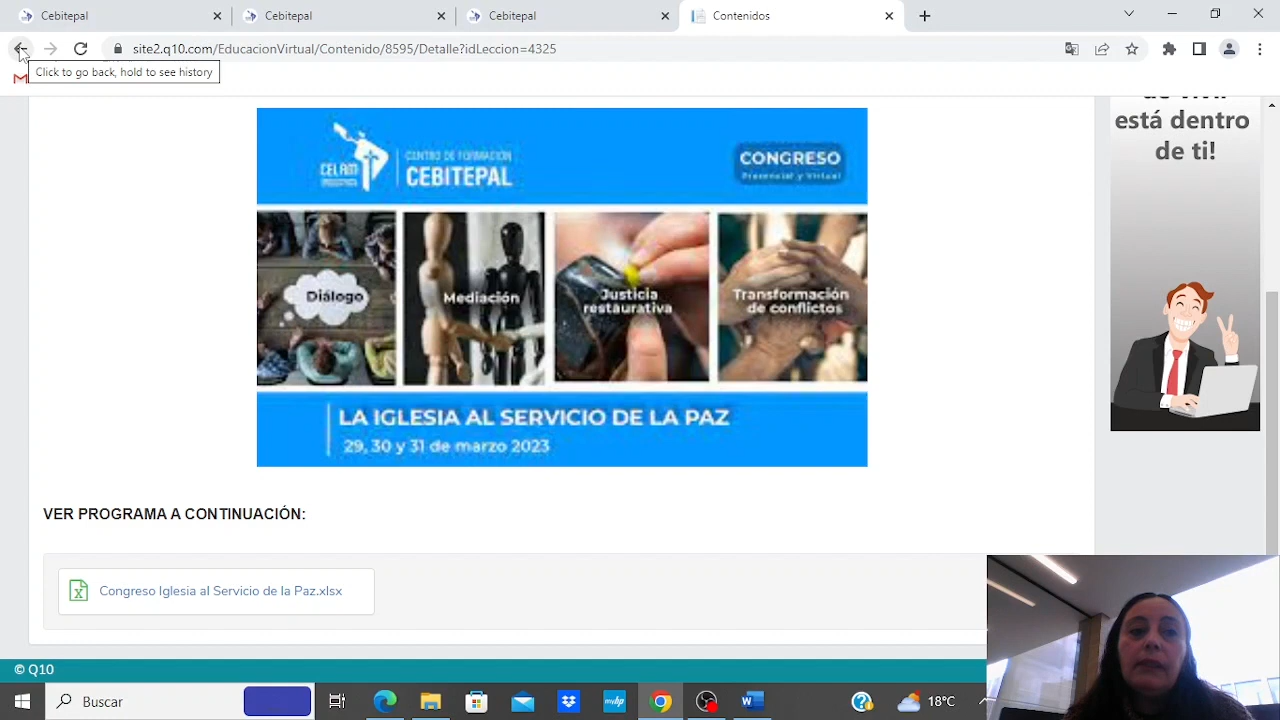 Cebitepal
Cebitepal
Cebitepal
Contenidos
site2.q10.com/EducacionVirtual/Contenido/8595/Detalle?idLeccion=4325
Click to go back, hold to see history
está dentro
de ti!
CELAM
CENTRO DE FORMACIÓN
CEBITEPAL
CONGRESO
Presencial y Virtual
Diálogo
Mediación
Justicia
restaurativa
Transformación
de conflictos
LA IGLESIA AL SERVICIO DE LA PAZ
29, 30 y 31 de marzo 2023
VER PROGRAMA A CONTINUACIÓN:
Congreso Iglesia al Servicio de la Paz.xlsx
© Q10
Buscar
mybp
18°C